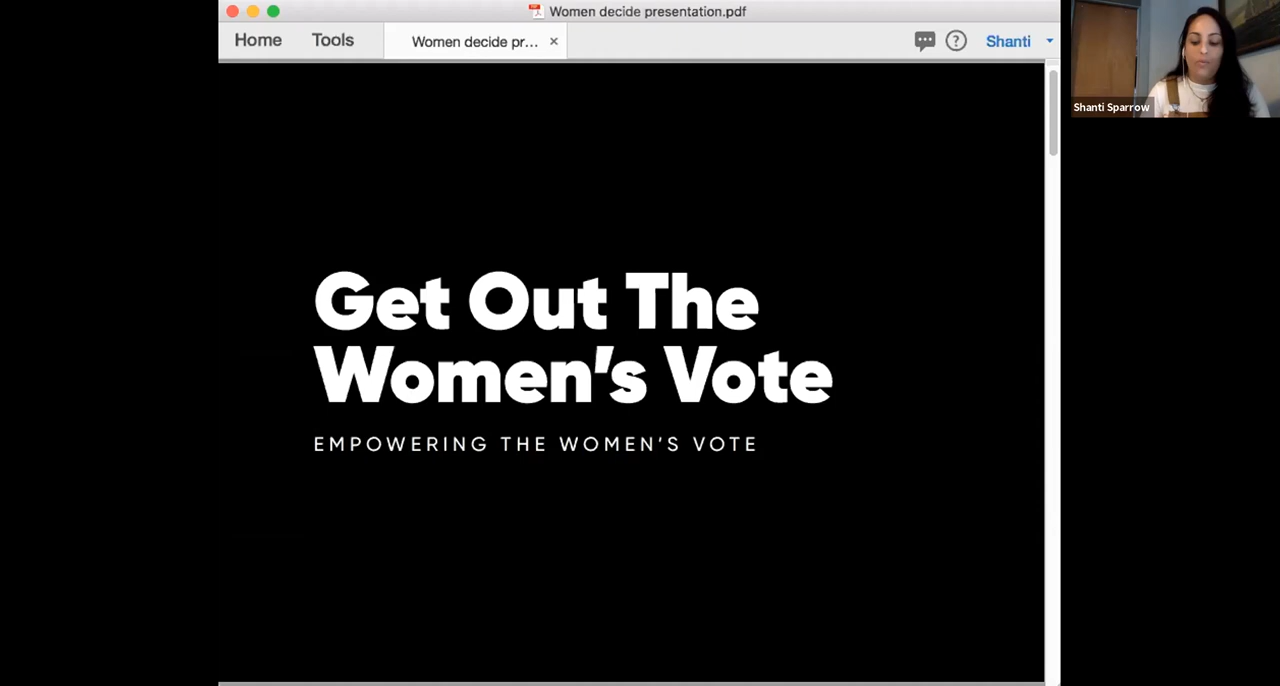 Women decide presentation.pdf
Home
Tools
Women decide pr...
Shanti
Shanti Sparrow
Get Out The
Women's Vote
EMPOWERING THE WOMEN'S VOTE